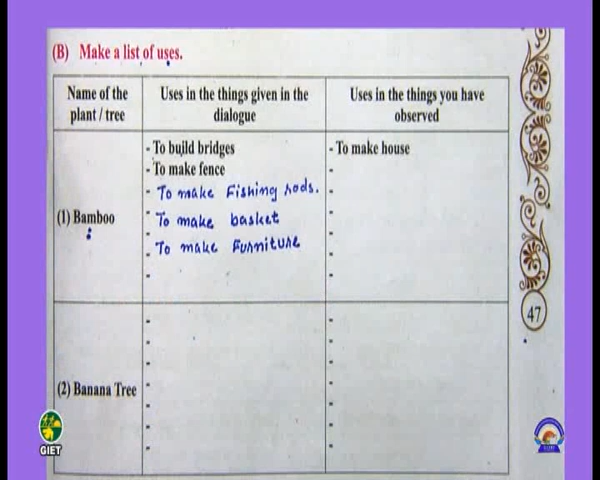 (B) Make a list of uses.
Name of the plant / tree
Uses in the things given in the dialogue
Uses in the things you have observed
(1) Bamboo
- To build bridges
- To make fence
- To make Fishing rods.
- To make basket
- To make Furniture
- To make house
(2) Banana Tree
47
GIET